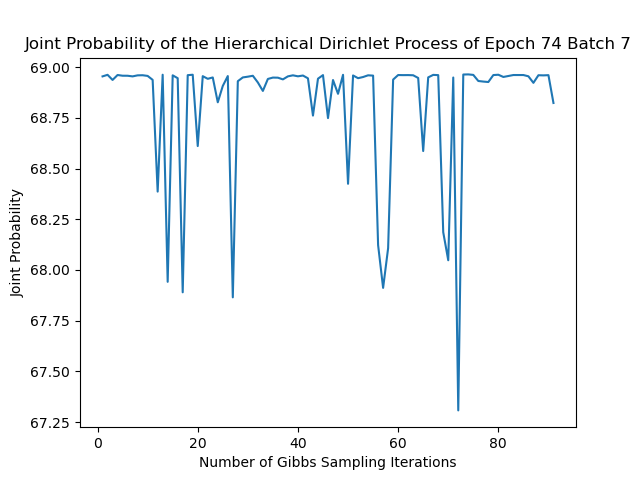 Joint Probability of the Hierarchical Dirichlet Process of Epoch 74 Batch 7
69.00
68.75
68.50
68.25
68.00
67.75
67.50
67.25
Joint Probability
0 20 40 60 80
Number of Gibbs Sampling Iterations